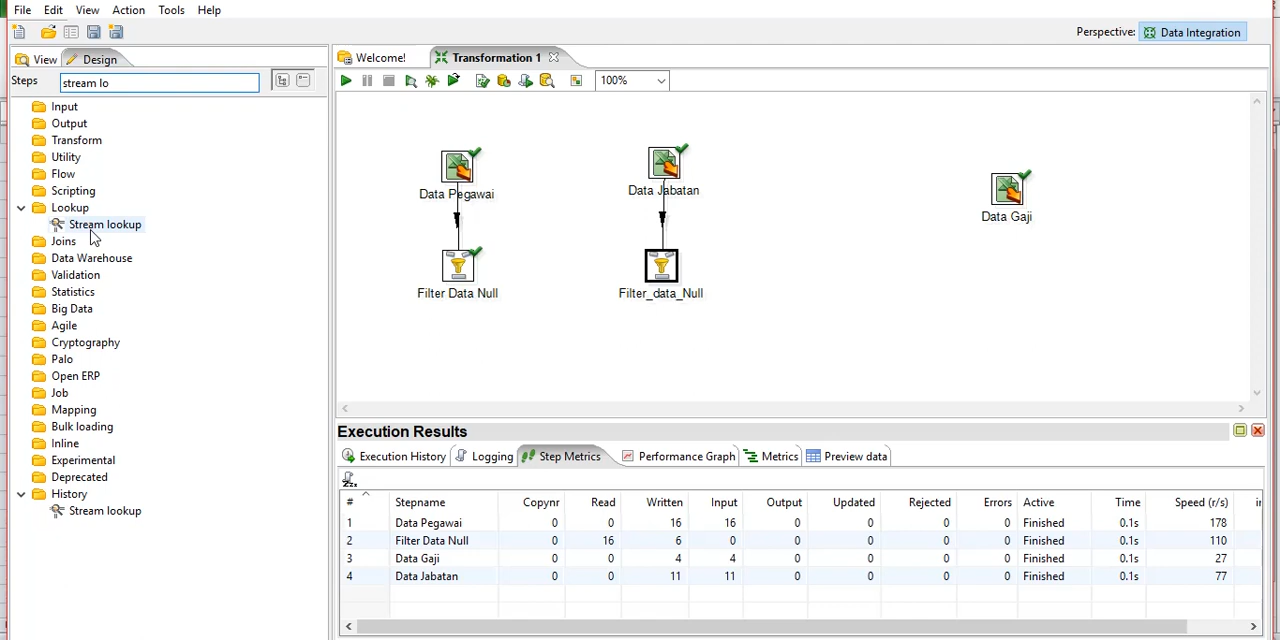 File Edit View Action Tools Help
Perspective: Data Integration
View Design
Welcome! Transformation 1
Steps stream lo
100%
Input
Output
Transform
Utility
Flow
Scripting
Lookup
Stream lookup
Joins
Data Warehouse
Validation
Statistics
Big Data
Agile
Cryptography
Palo
Open ERP
Job
Mapping
Bulk loading
Inline
Experimental
Deprecated
History
Stream lookup
Data Pegawai
Data Jabatan
Data Gaji
Filter Data Null
Filter_data_Null
Execution Results
Execution History Logging Step Metrics Performance Graph Metrics Preview data
# Stepname Copynr Read Written Input Output Updated Rejected Errors Active Time Speed (r/s)
1 Data Pegawai 0 0 16 16 0 0 0 0 Finished 0.1s 178
2 Filter Data Null 0 16 6 0 0 0 0 0 Finished 0.1s 110
3 Data Gaji 0 0 4 4 0 0 0 0 Finished 0.1s 27
4 Data Jabatan 0 0 11 11 0 0 0 0 Finished 0.1s 77